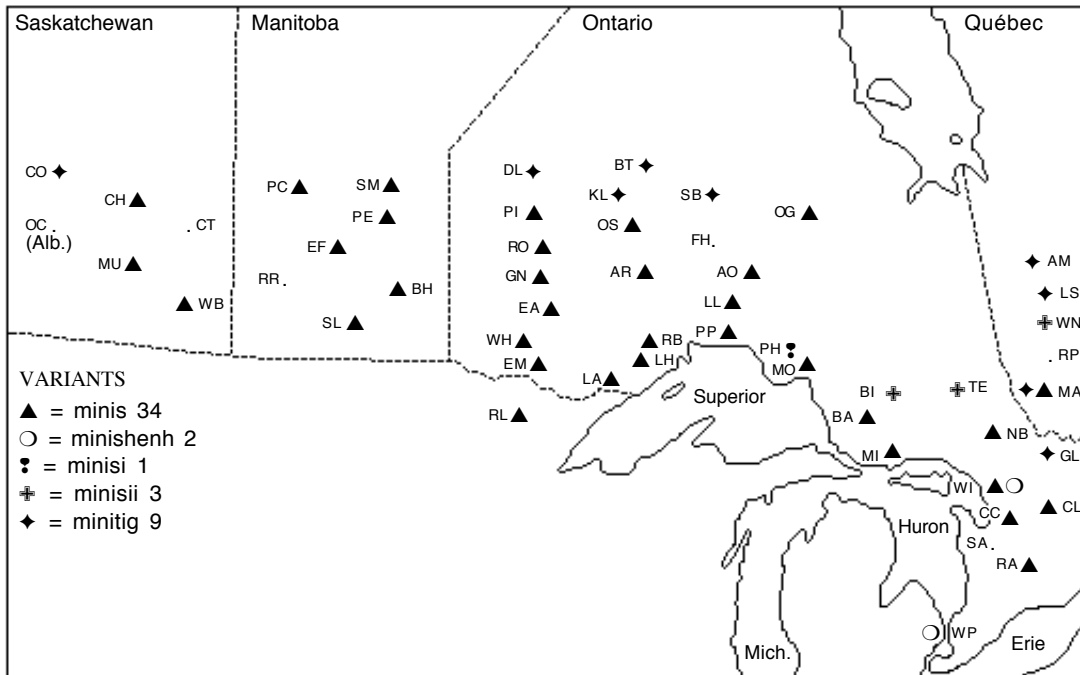 Saskatchewan Manitoba Ontario Québec
CO DL BT
CH PC SM KL SB
OC CT PE PI OS OG
(Alb.) EF RO FH
MU RR BH GN AR AO AM
WB SL EA LL LS
WH RB PP WN
EM LH PH RP
LA MO
VARIANTS
▲ = minis 34
❍ = minishenh 2
❢ = minisi 1
✙ = minisii 3
✦ = minitig 9
Superior
RL BI TE MA
BA NB
MI GL
WI
CC CL
Huron
SA
RA
WP
Mich. Erie